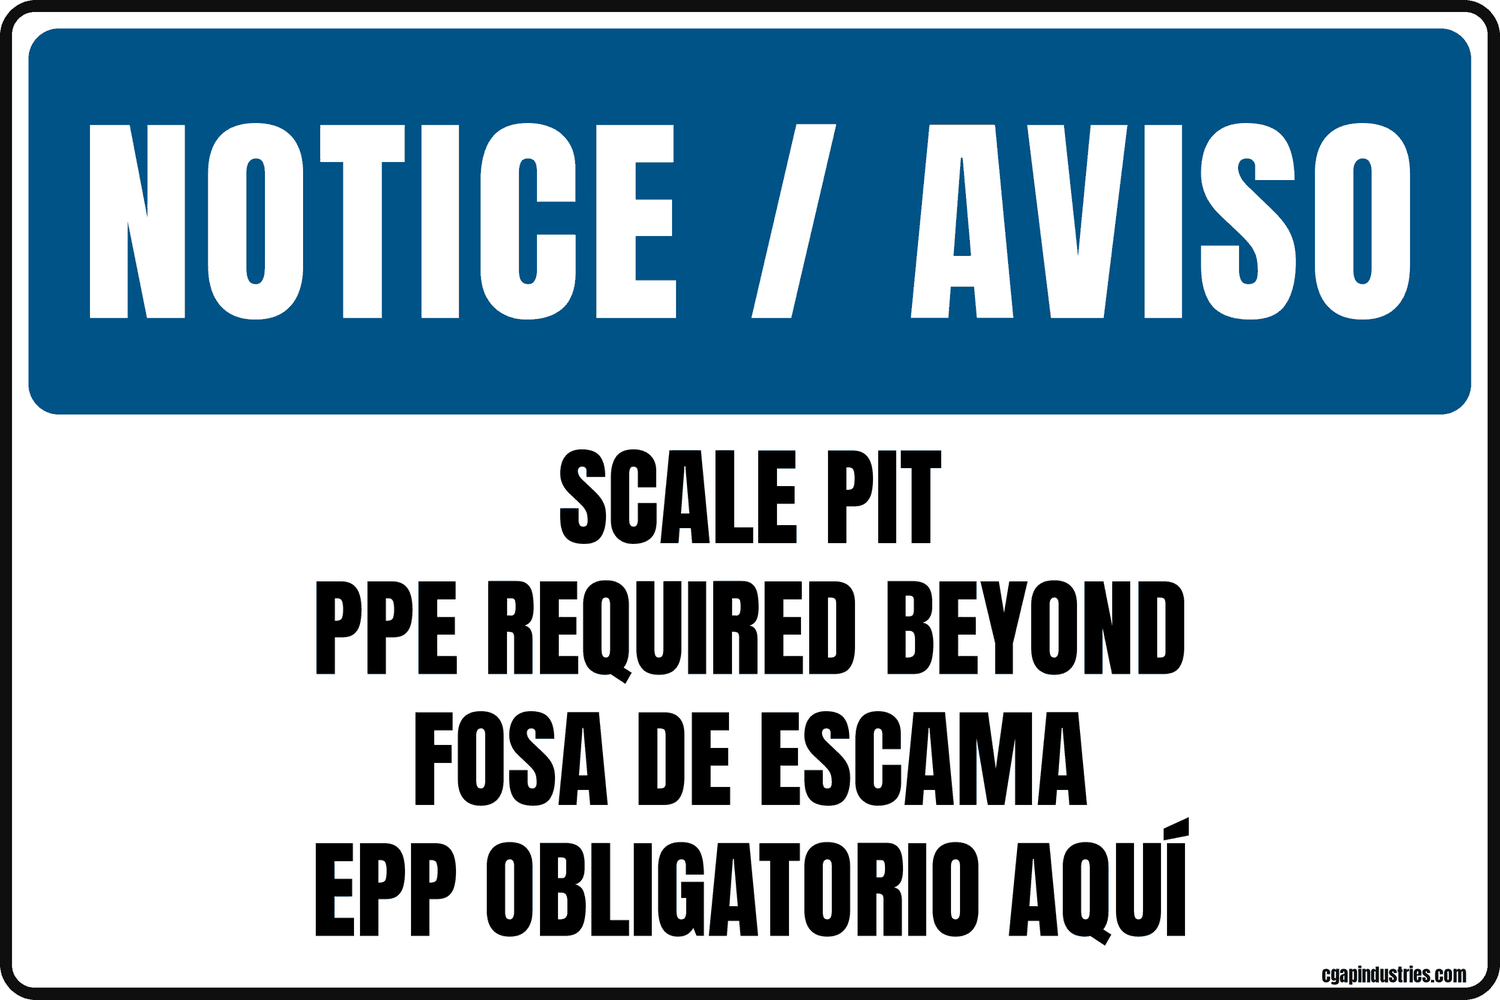 NOTICE / AVISO
SCALE PIT
PPE REQUIRED BEYOND
FOSA DE ESCAMA
EPP OBLIGATORIO AQUÍ
cgapindustries.com